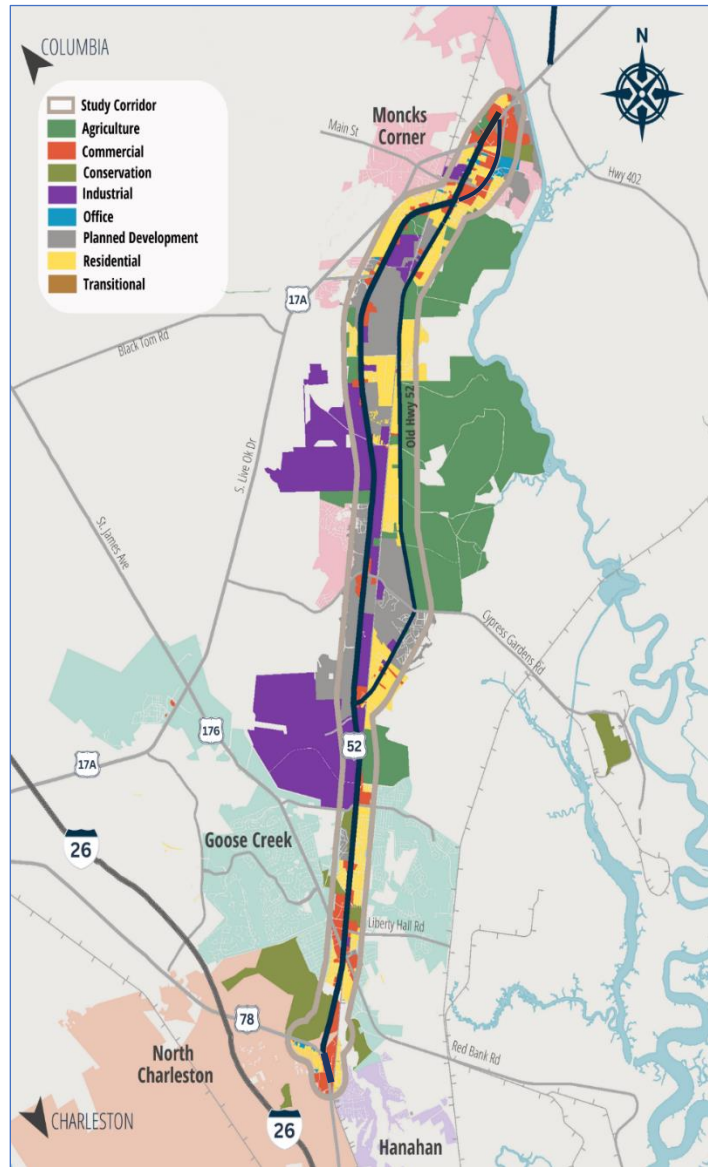 COLUMBIA
N
Study Corridor
Agriculture
Commercial
Conservation
Industrial
Office
Planned Development
Residential
Transitional
Moncks
Corner
Main St
Hwy 402
17A
Black Tom Rd
S. Live Ok Dr
Old Hwy 52
St. James Ave
Cypress Gardens Rd
176
17A
52
26
Goose Creek
Liberty Hall Rd
78
North
Charleston
Red Bank Rd
CHARLESTON
26
Hanahan